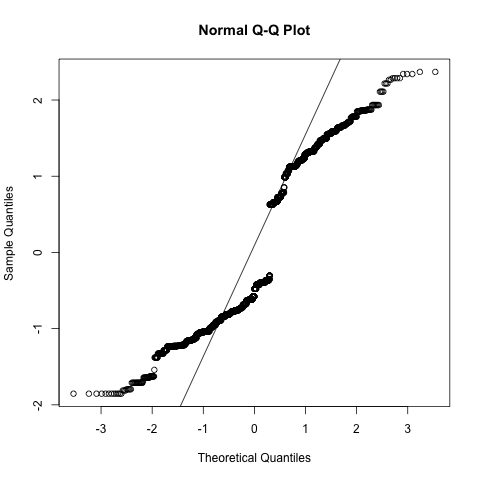 Normal Q-Q Plot
Sample Quantiles
2
1
0
-1
-2
-3 -2 -1 0 1 2 3
Theoretical Quantiles